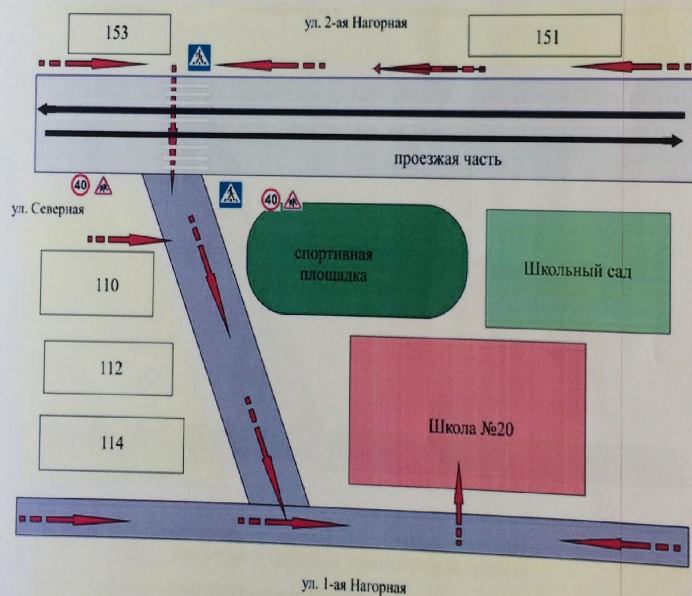 ул. 2-ая Нагорная
153
151
проезжая часть
40
40
ул. Северная
спортивная
площадка
Школьный сад
110
112
114
Школа №20
ул. 1-ая Нагорная